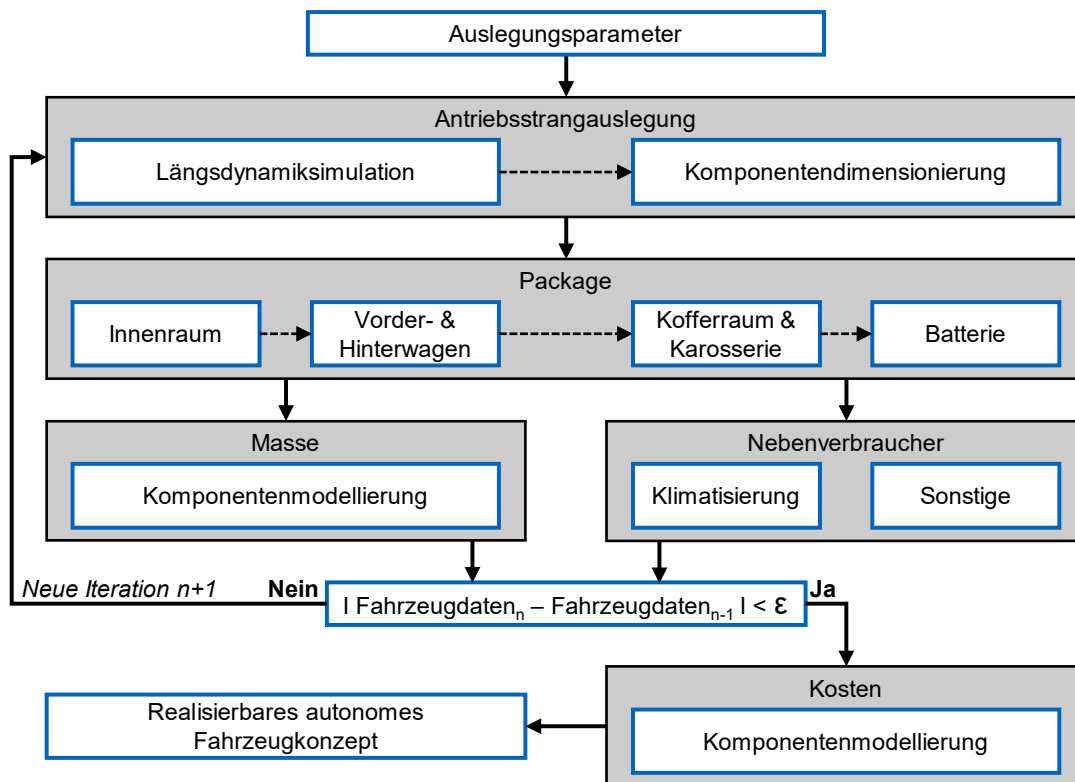 Auslegungsparameter
Antriebsstrangauslegung
Längsdynamiksimulation
Komponentendimensionierung
Package
Innenraum
Vorder- &
Hinterwagen
Kofferraum &
Karosserie
Batterie
Masse
Komponentenmodellierung
Nebenverbraucher
Klimatisierung
Sonstige
Neue Iteration n+1
Nein
I Fahrzeugdatenₙ – Fahrzeugdatenₙ₋₁ I < ε
Ja
Kosten
Komponentenmodellierung
Realisierbares autonomes
Fahrzeugkonzept